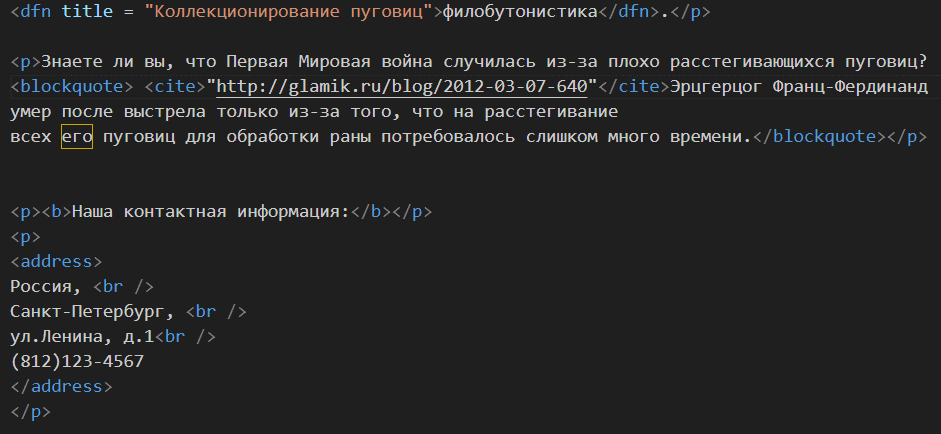 <dfn title = "Коллекционирование пуговиц">филобутонистика</dfn>.</p>
<p>Знаете ли вы, что Первая Мировая война случилась из-за плохо расстегивающихся пуговиц?
<blockquote> <cite>"http://glamik.ru/blog/2012-03-07-640"</cite>Эрцгерцог Франц-Фердинанд
умер после выстрела только из-за того, что на расстегивание
всех его пуговиц для обработки раны потребовалось слишком много времени.</blockquote></p>
<p><b>Наша контактная информация:</b></p>
<p>
<address>
Россия, <br />
Санкт-Петербург, <br />
ул.Ленина, д.1<br />
(812)123-4567
</address>
</p>